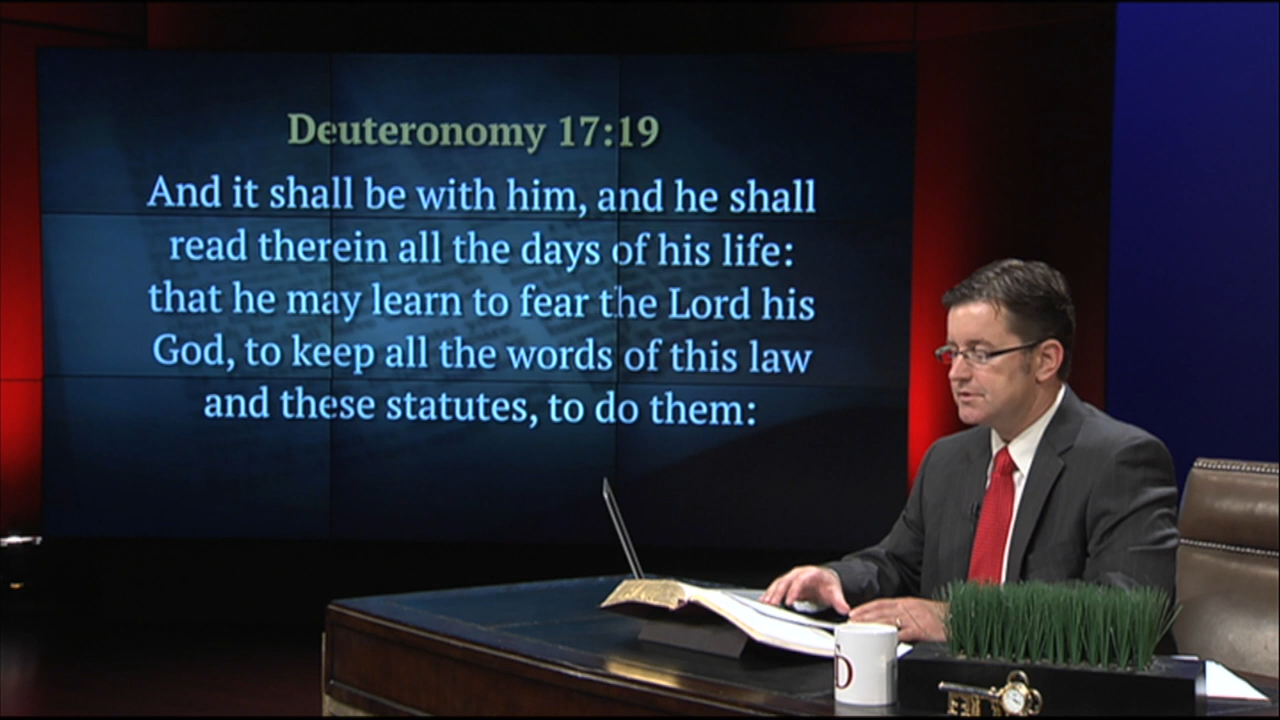 Deuteronomy 17:19
And it shall be with him, and he shall
read therein all the days of his life:
that he may learn to fear the Lord his
God, to keep all the words of this law
and these statutes, to do them: